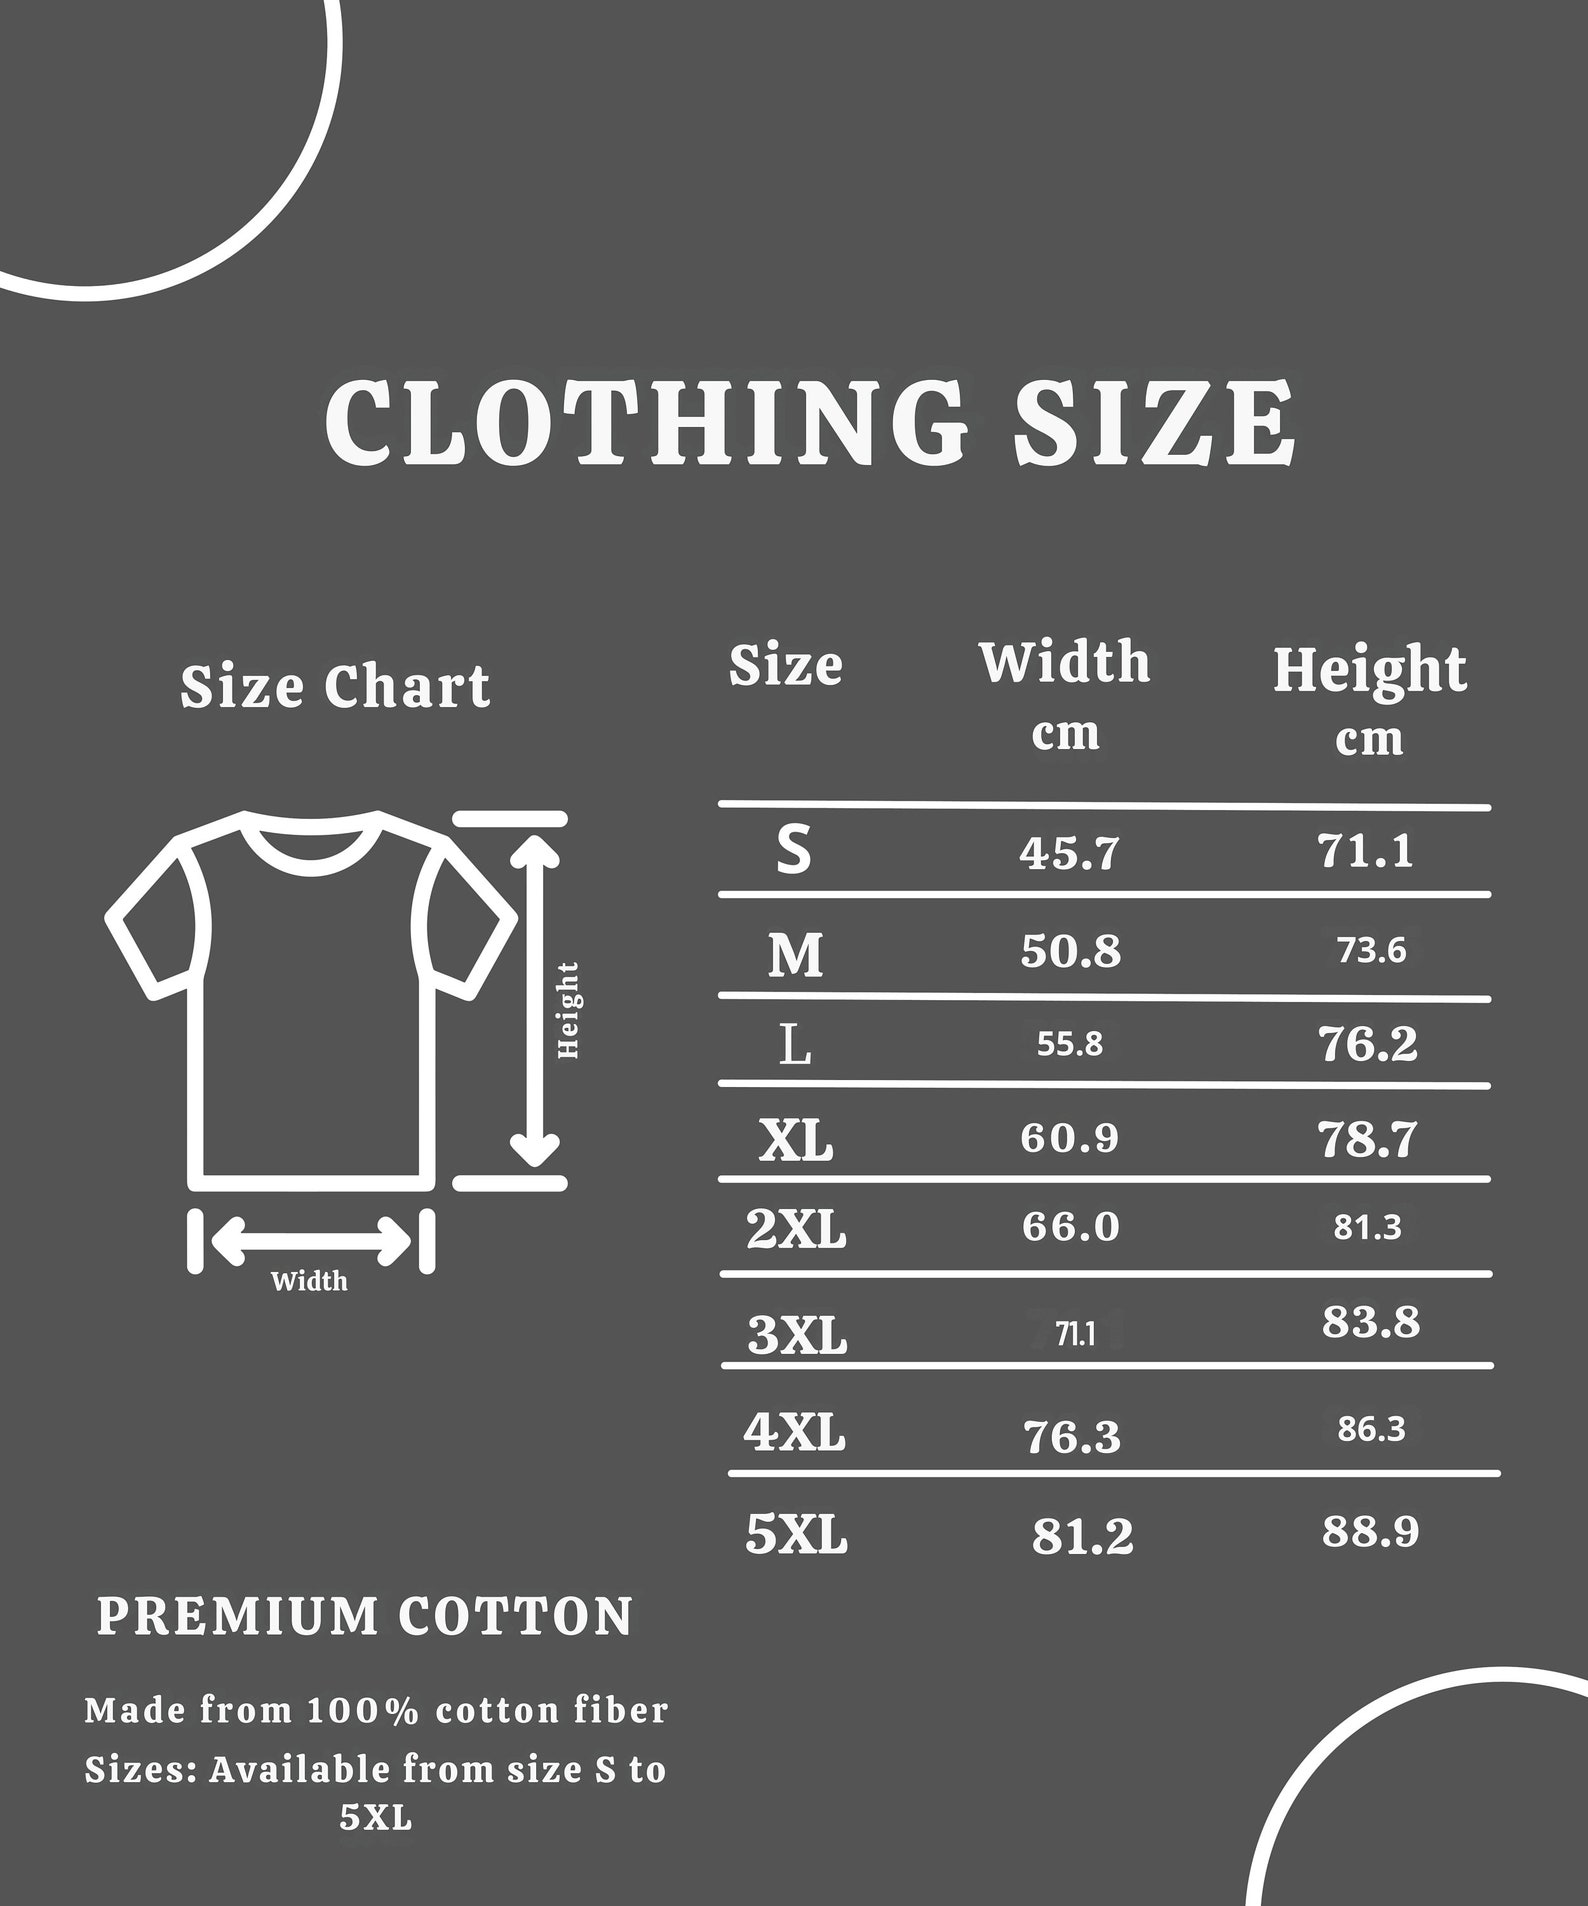 CLOTHING SIZE
Size Chart
Height
Width
Size Width Height
cm cm
S 45.7 71.1
M 50.8 73.6
L 55.8 76.2
XL 60.9 78.7
2XL 66.0 81.3
3XL 71.1 83.8
4XL 76.3 86.3
5XL 81.2 88.9
PREMIUM COTTON
Made from 100% cotton fiber
Sizes: Available from size S to
5XL